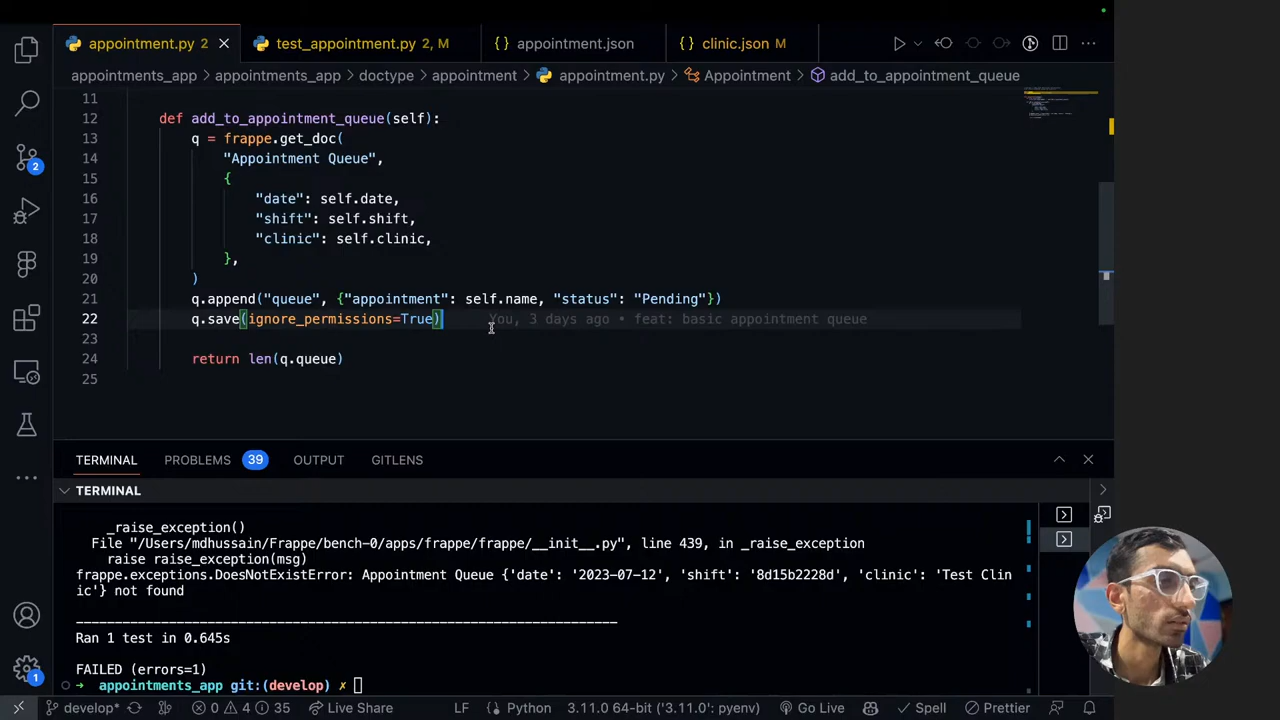 appointment.py 2
test_appointment.py 2, M
appointment.json
clinic.json M
appointments_app > appointments_app > doctype > appointment > appointment.py > Appointment > add_to_appointment_queue
11
12 def add_to_appointment_queue(self):
13 q = frappe.get_doc(
14 "Appointment Queue",
15 {
16 "date": self.date,
17 "shift": self.shift,
18 "clinic": self.clinic,
19 },
20 )
21 q.append("queue", {"appointment": self.name, "status": "Pending"})
22 q.save(ignore_permissions=True) You, 3 days ago • feat: basic appointment queue
23
24 return len(q.queue)
25
2
TERMINAL PROBLEMS 39 OUTPUT GITLENS
TERMINAL
_raise_exception()
File "/Users/mdhussain/Frappe/bench-0/apps/frappe/frappe/__init__.py", line 439, in _raise_exception
raise raise_exception(msg)
frappe.exceptions.DoesNotExistError: Appointment Queue {'date': '2023-07-12', 'shift': '8d15b2228d', 'clinic': 'Test Clin
ic'} not found
----------------------------------------------------------------------
Ran 1 test in 0.645s
FAILED (errors=1)
➜ appointments_app git:(develop) ✗
1
develop* 0 4 35 Live Share LF Python 3.11.0 64-bit ('3.11.0': pyenv) Go Live Spell Prettier